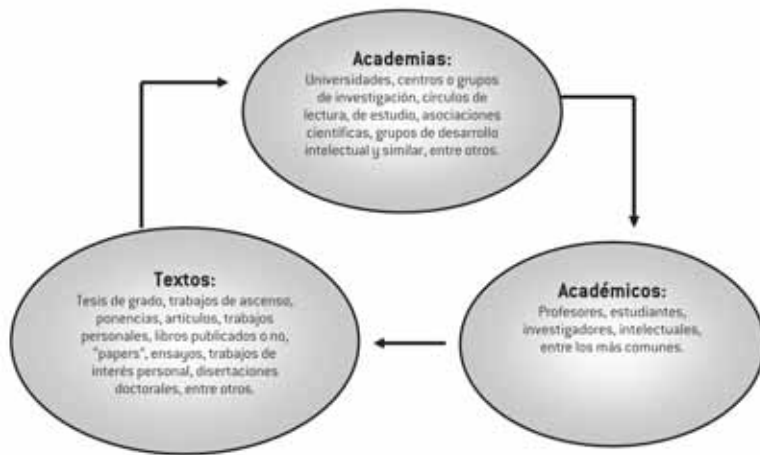 Academias:
Universidades, centros o grupos
de investigación, círculos de
lectura, de estudio, asociaciones
científicas, grupos de desarrollo
intelectual y similar, entre otros.
Académicos:
Profesores, estudiantes,
investigadores, intelectuales,
entre los más comunes.
Textos:
Tesis de grado, trabajos de ascenso,
ponencias, artículos, trabajos
personales, libros publicados o no,
"papers", ensayos, trabajos de
interés personal, disertaciones
doctorales, entre otros.